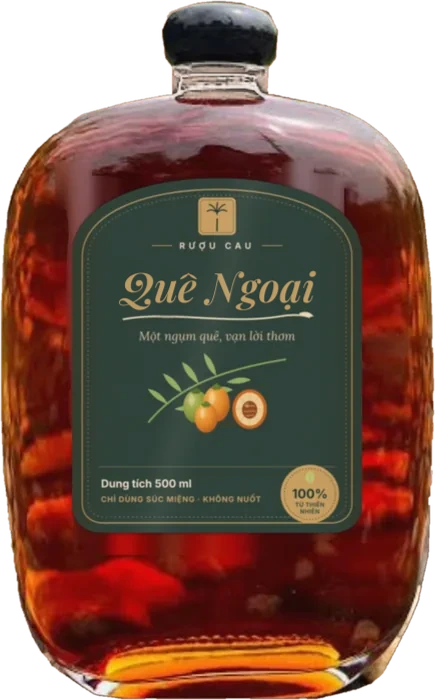 RƯỢU CAU
Quê Ngoại
Một ngụm quê, vạn lời thơm
Dung tích 500 ml
CHỈ DÙNG SÚC MIỆNG · KHÔNG NUỐT
100%
TỪ THIÊN
NHIÊN